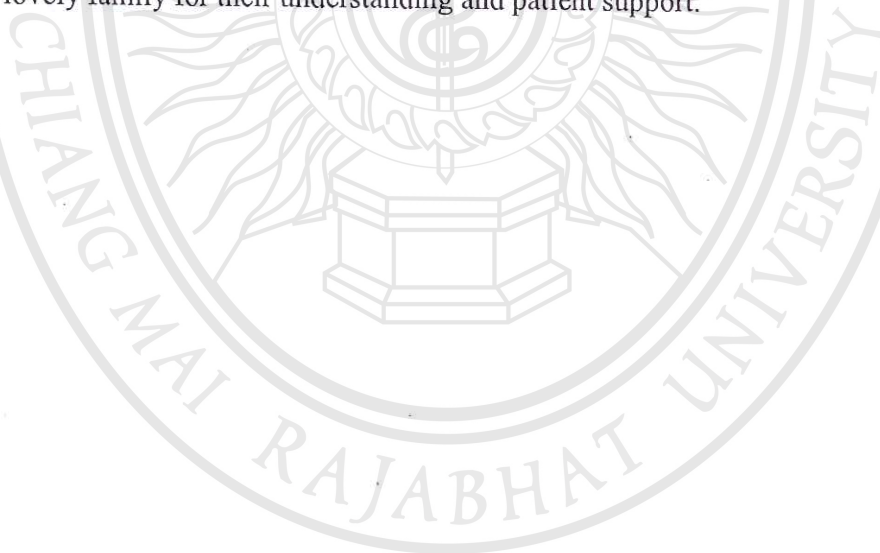 lovely family for their understanding and patient support.
CHIANG MAI RAJABHAT UNIVERSITY